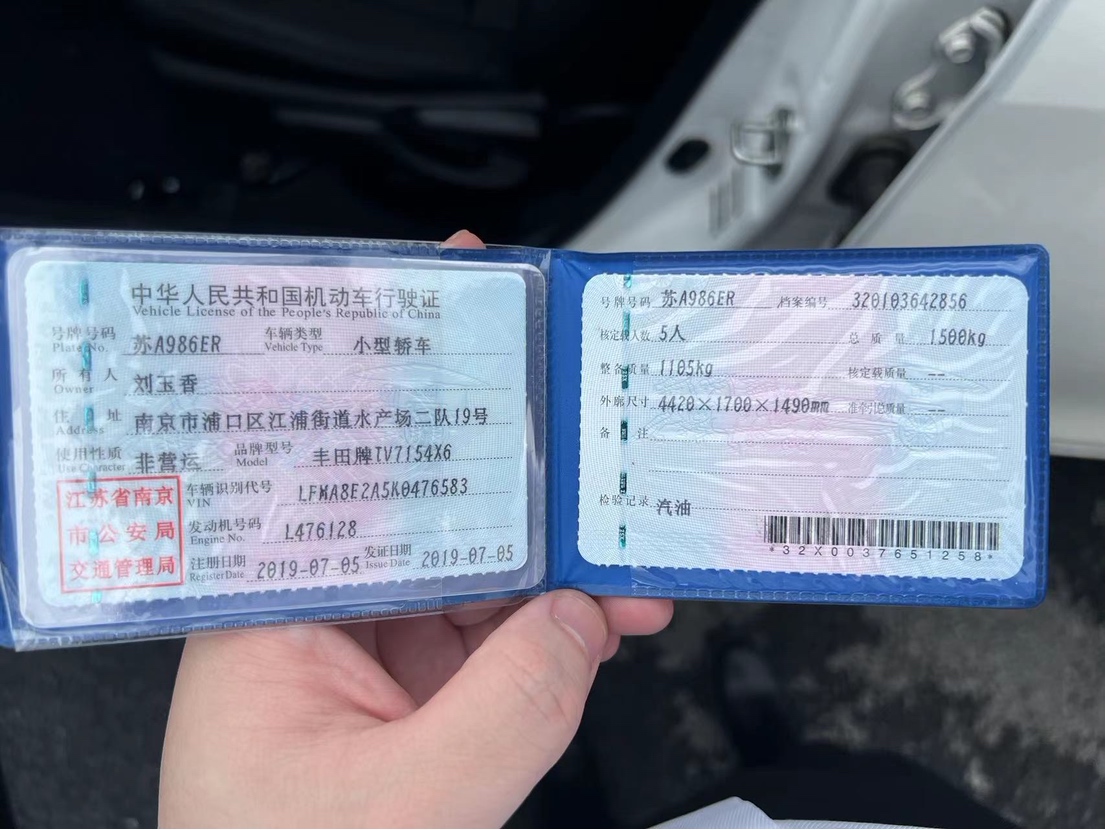 中华人民共和国机动车行驶证
Vehicle License of the People's Republic of China
号牌号码 Plate No. 苏A986ER 车辆类型 Vehicle Type 小型轿车
所有人 Owner 刘玉香
住址 Address 南京市浦口区江浦街道水产场二队19号
使用性质 Use Character 非营运 品牌型号 Model 丰田牌TV7154X6
车辆识别代号 VIN LFMA8E2A5K0476583
发动机号码 Engine No. L476128
注册日期 Register Date 2019-07-05 发证日期 Issue Date 2019-07-05
江苏省南京
市公安局
交通管理局
号牌号码 苏A986ER 档案编号 320103642856
核定载人数 5人 总质量 1500kg
整备质量 1105kg 核定载质量 --
外廓尺寸 4420×1700×1490mm 准牵引总质量 --
备注
检验记录 汽油
*32X0037651258*